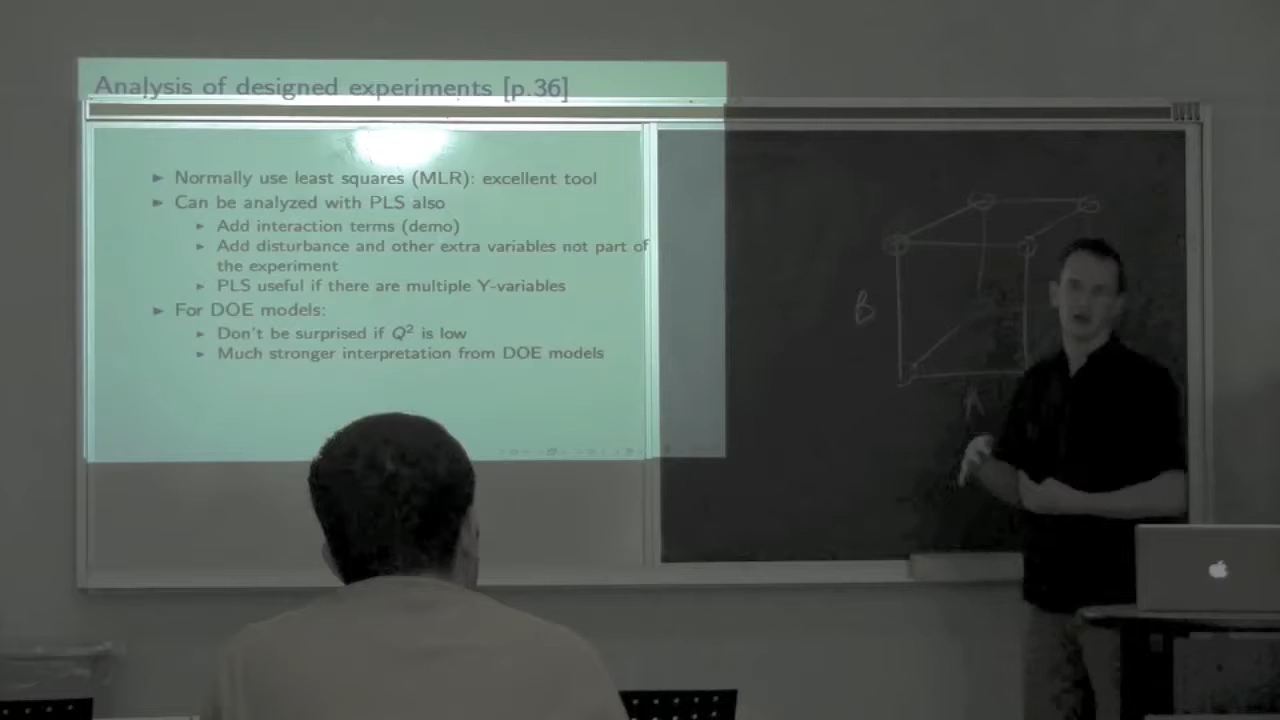 Analysis of designed experiments [p.36]
► Normally use least squares (MLR): excellent tool
► Can be analyzed with PLS also
► Add interaction terms (demo)
► Add disturbance and other extra variables not part of
the experiment
► PLS useful if there are multiple Y-variables
► For DOE models:
► Don't be surprised if Q² is low
► Much stronger interpretation from DOE models
B
A